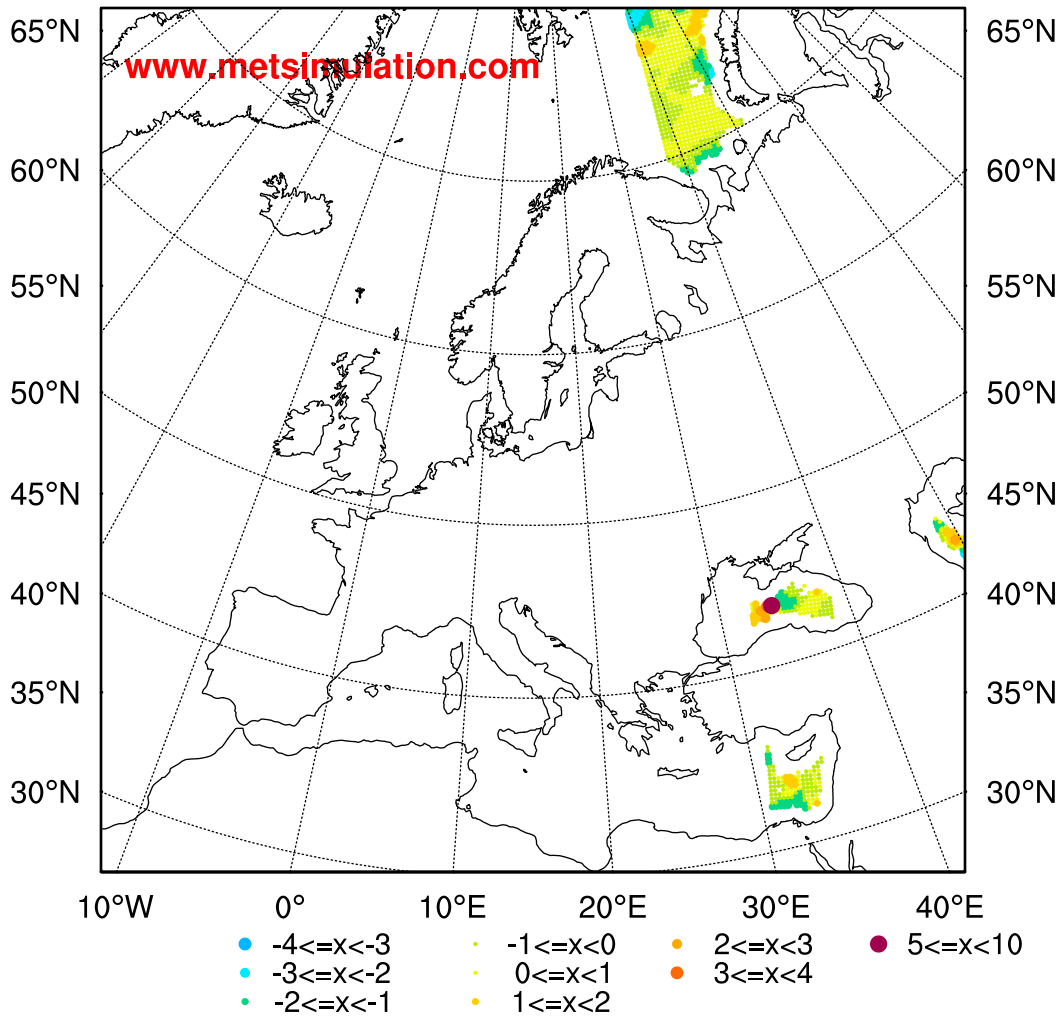 65°N 65°N
www.metsimulation.com
60°N 60°N
55°N 55°N
50°N 50°N
45°N 45°N
40°N 40°N
35°N 35°N
30°N 30°N
10°W 0° 10°E 20°E 30°E 40°E
-4<=x<-3 -1<=x<0 2<=x<3 5<=x<10
-3<=x<-2 0<=x<1 3<=x<4
-2<=x<-1 1<=x<2